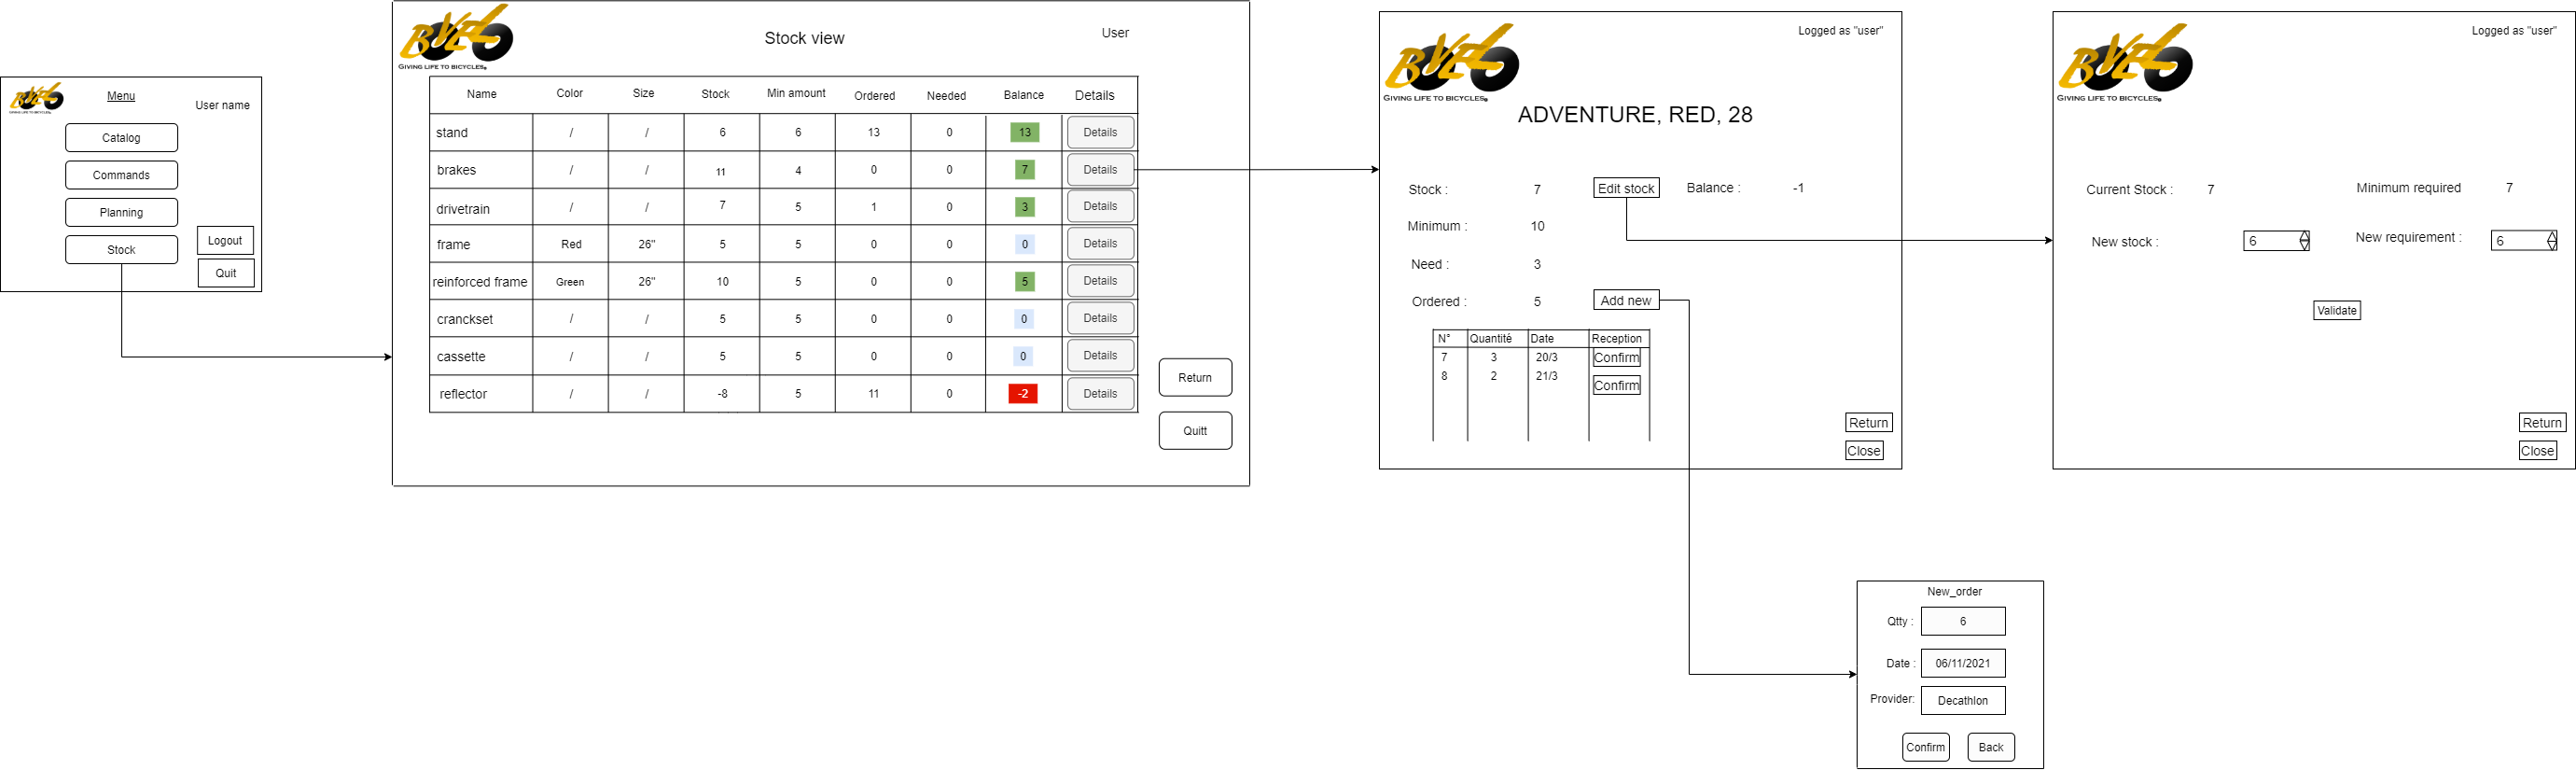 BYELO
GIVING LIFE TO BICYCLES
Menu
User name
Catalog
Commands
Planning
Stock
Logout
Quit
BYELO
GIVING LIFE TO BICYCLES
Stock view
User
Name Color Size Stock Min amount Ordered Needed Balance Details
stand / / 6 6 13 0 13 Details
brakes / / 11 4 0 0 7 Details
drivetrain / / 7 5 1 0 3 Details
frame Red 26" 5 5 0 0 0 Details
reinforced frame Green 26" 10 5 0 0 5 Details
cranckset / / 5 5 0 0 0 Details
cassette / / 5 5 0 0 0 Details
reflector / / -8 5 11 0 -2 Details
Return
Quitt
BYELO
GIVING LIFE TO BICYCLES
Logged as "user"
ADVENTURE, RED, 28
Stock : 7 Edit stock Balance : -1
Minimum : 10
Need : 3
Ordered : 5 Add new
N° Quantité Date Reception
7 3 20/3 Confirm
8 2 21/3 Confirm
Return
Close
BYELO
GIVING LIFE TO BICYCLES
Logged as "user"
Current Stock : 7 Minimum required 7
New stock : 6 New requirement : 6
Validate
Return
Close
New_order
Qtty : 6
Date : 06/11/2021
Provider: Decathlon
Confirm Back